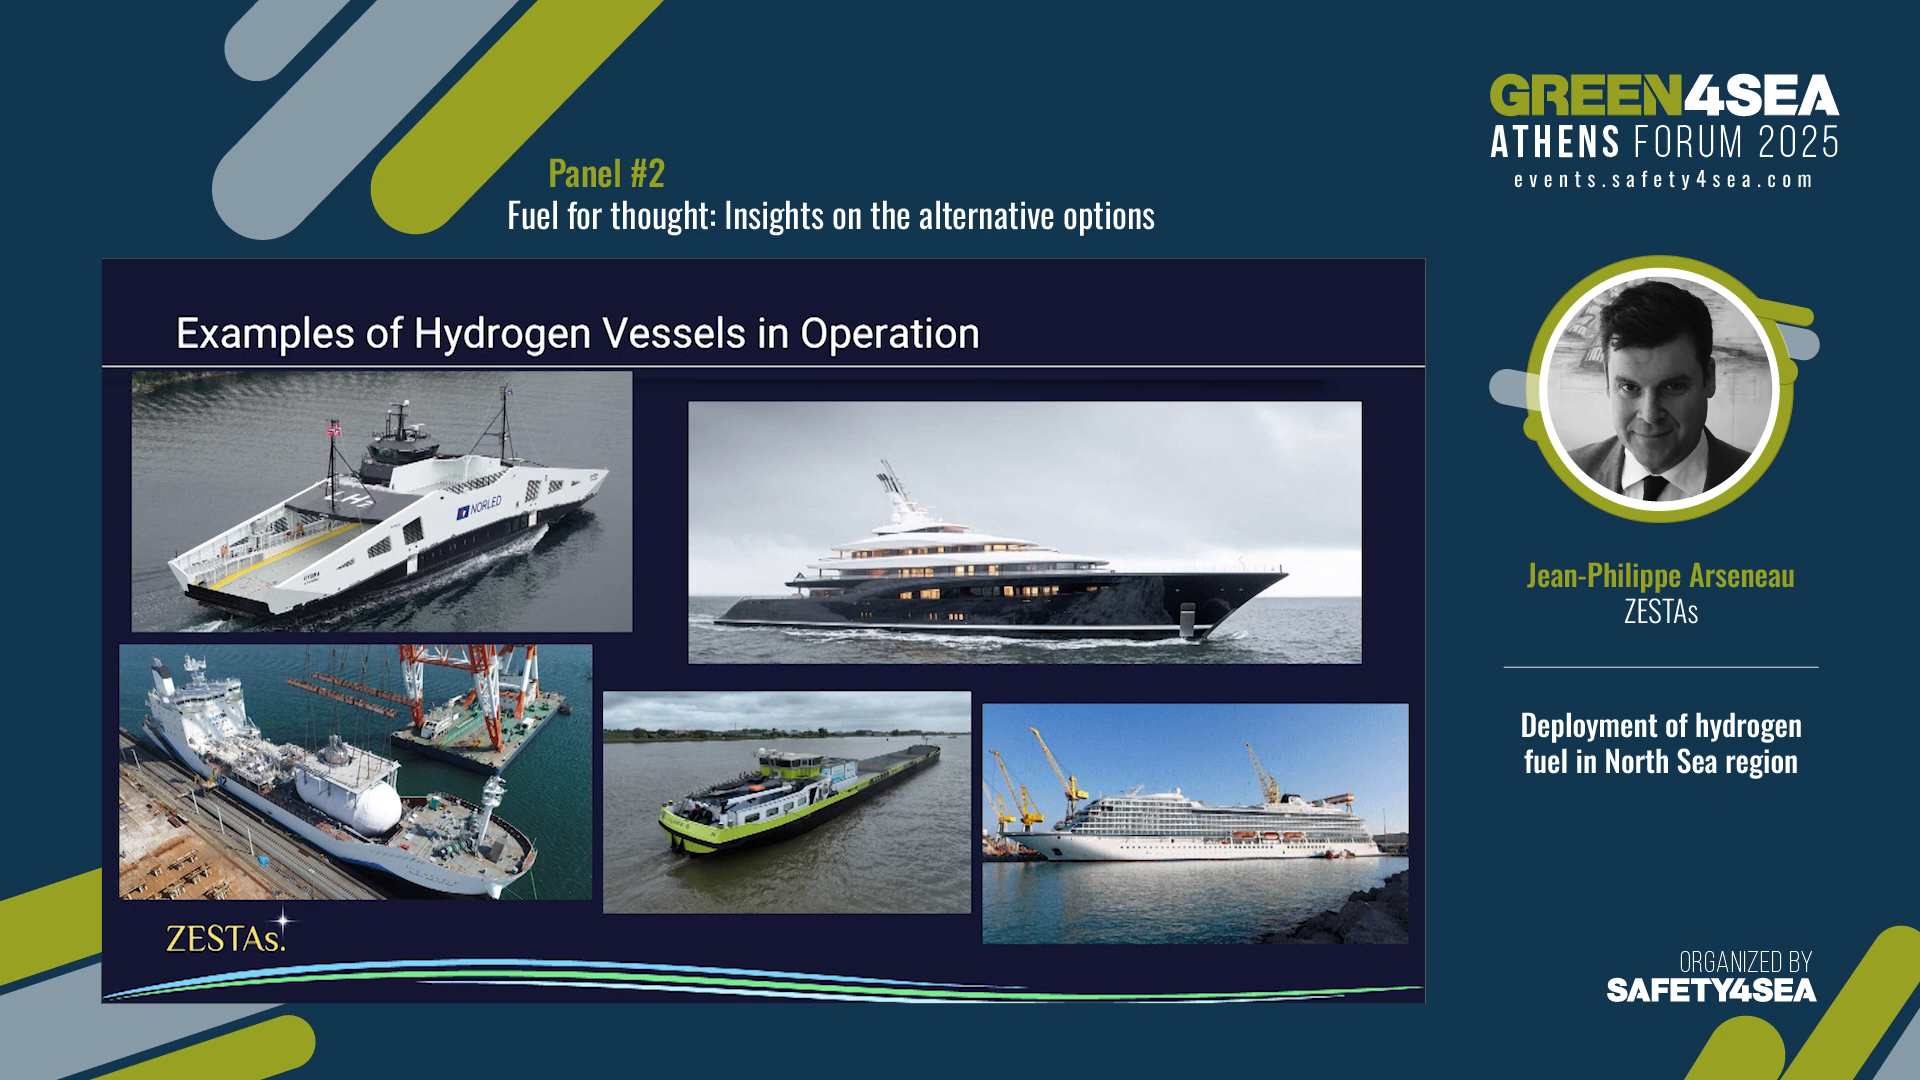 GREEN4SEA
ATHENS FORUM 2025
events.safety4sea.com
Panel #2
Fuel for thought: Insights on the alternative options
Examples of Hydrogen Vessels in Operation
LH2
NORLED
HYDRA
ZESTAs.
Jean-Philippe Arseneau
ZESTAs
Deployment of hydrogen
fuel in North Sea region
ORGANIZED BY
SAFETY4SEA